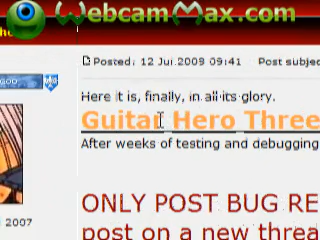 WebcamMax.com
Posted: 12 Jul 2009 09:41 Post subjec
GOD
Here it is, finally, in all its glory.
Guitar Hero Three
After weeks of testing and debugging
2007
ONLY POST BUG RE
post on a new threa